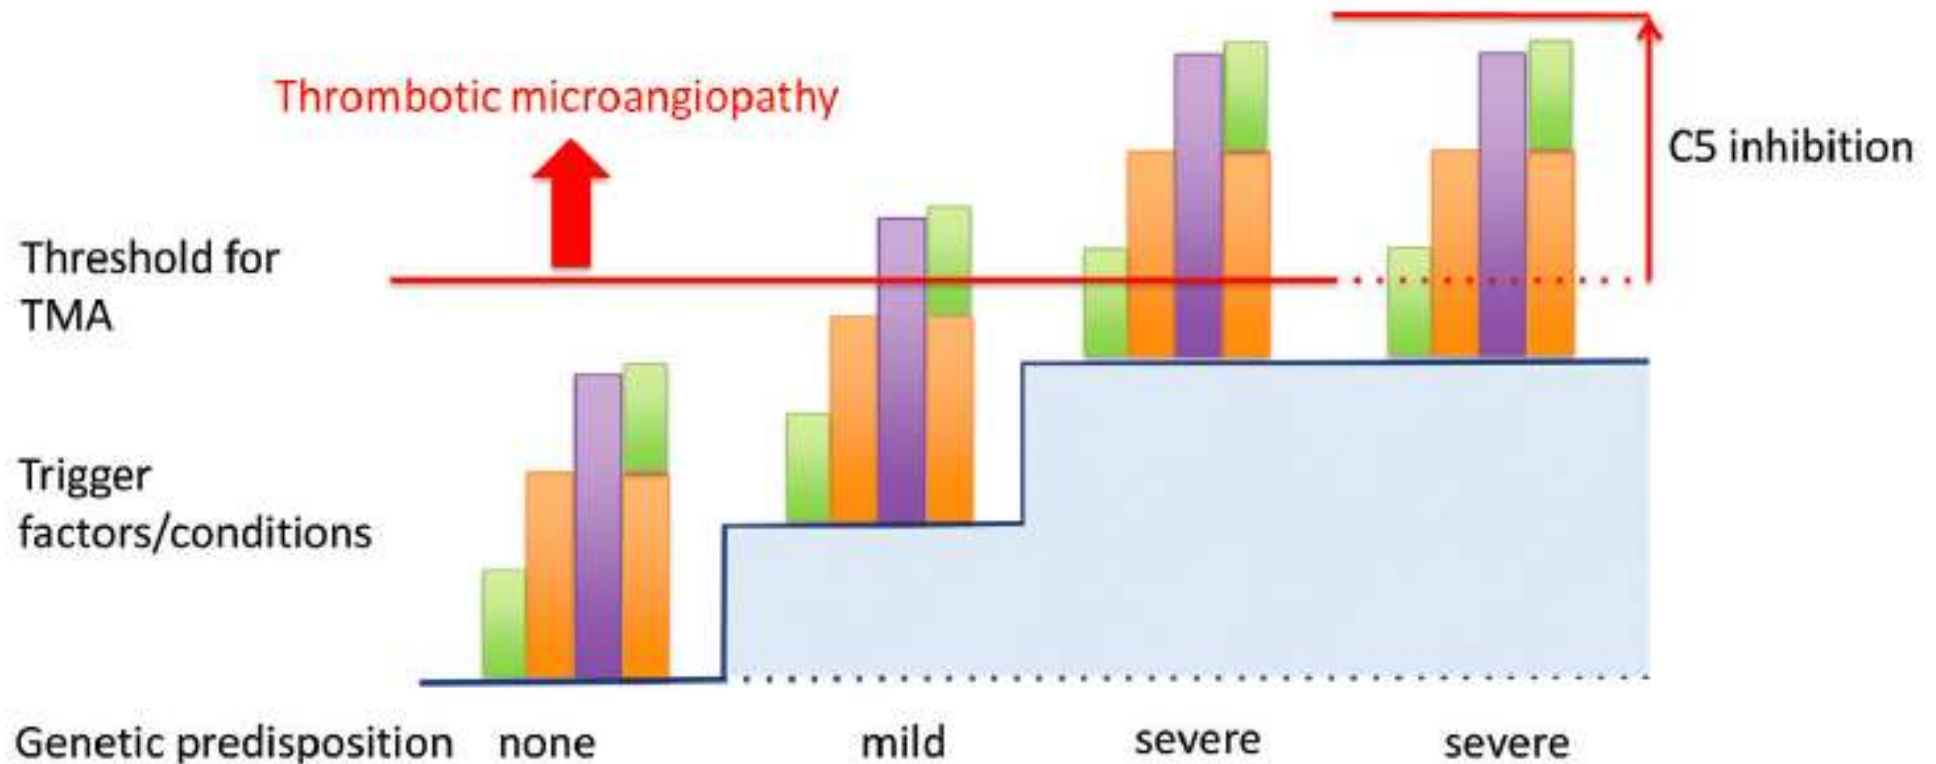 Thrombotic microangiopathy
C5 inhibition
Threshold for
TMA
Trigger
factors/conditions
Genetic predisposition none mild severe severe